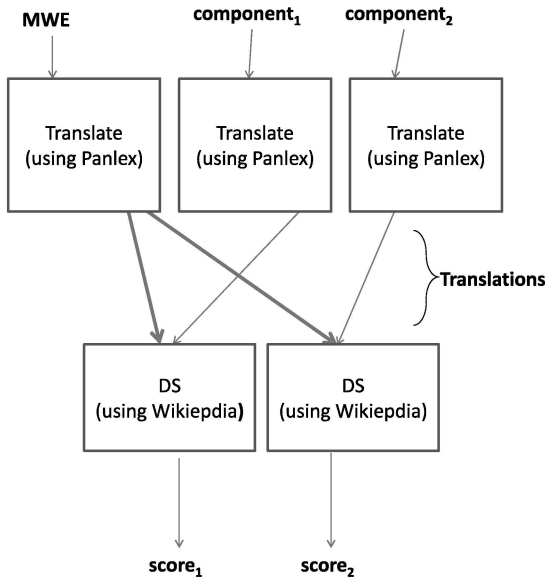 MWE
component1
component2
Translate
(using Panlex)
Translate
(using Panlex)
Translate
(using Panlex)
Translations
DS
(using Wikiepdia)
DS
(using Wikiepdia)
score1
score2